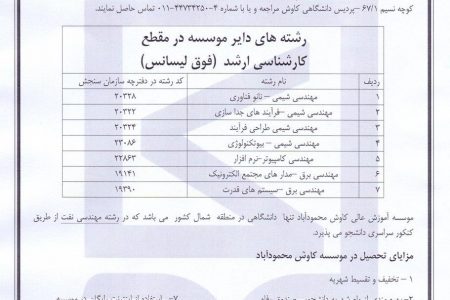 کوچه نسیم ۶۷/۱ –پردیس دانشگاهی کاوش مراجعه و یا با شماره ۴-۴۴۷۳۴۲۵۰-۰۱۱ تماس حاصل نمایند.
رشته های دایر موسسه در مقطع
کارشناسی ارشد (فوق لیسانس)
ردیف نام رشته کد رشته در دفترچه سازمان سنجش
۱ مهندسی شیمی – نانو فناوری ۲۰۳۲۸
۲ مهندسی شیمی –فرآیند های جدا سازی ۲۰۳۲۲
۳ مهندسی شیمی طراحی فرآیند ۲۰۳۲۴
۴ مهندسی شیمی – بیوتکنولوژی ۲۳۰۸۶
۵ مهندسی کامپیوتر-نرم افزار ۲۲۸۶۳
۶ مهندسی برق –مدار های مجتمع الکترونیک ۱۹۱۴۱
۷ مهندسی برق –سیستم های قدرت ۱۹۳۹۰
موسسه آموزش عالی کاوش محمودآباد تنها دانشگاهی در منطقه شمال کشور می باشد که در رشته مهندسی نفت از طریق
کنکور سراسری دانشجو می پذیرد.
مزایای تحصیل در موسسه کاوش محمودآباد
۱ – تخفیف و تقسیط شهریه